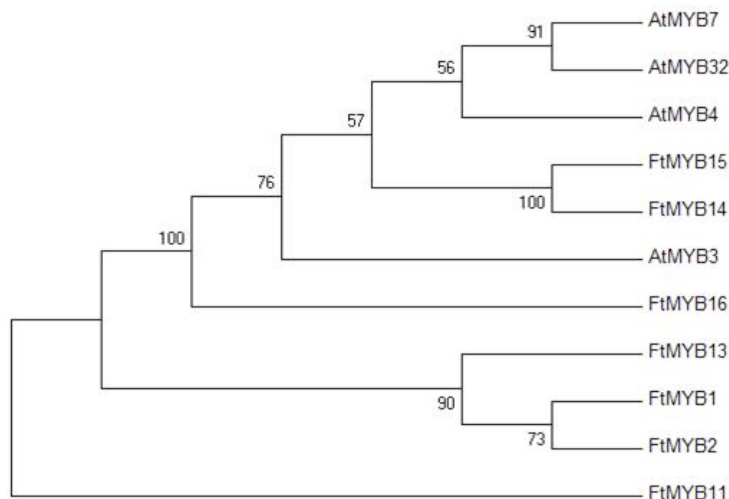 AtMYB7
91
AtMYB32
56
AtMYB4
57
FtMYB15
100
FtMYB14
76
AtMYB3
100
FtMYB16
FtMYB13
90
FtMYB1
73
FtMYB2
FtMYB11